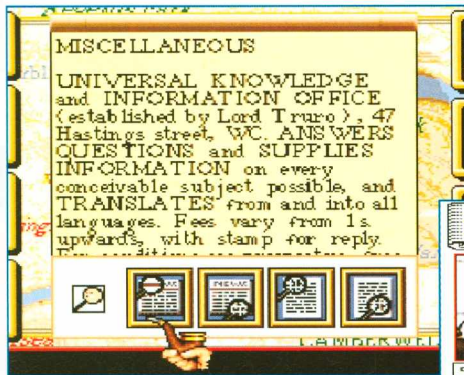 MISCELLANEOUS
UNIVERSAL KNOWLEDGE
and INFORMATION OFFICE
(established by Lord Truro), 47
Hastings street, WC. ANSWERS
QUESTIONS and SUPPLIES
INFORMATION on every
conceivable subject possible, and
TRANSLATES from and into all
languages. Fees vary from 1s.
upwards, with stamp for reply.